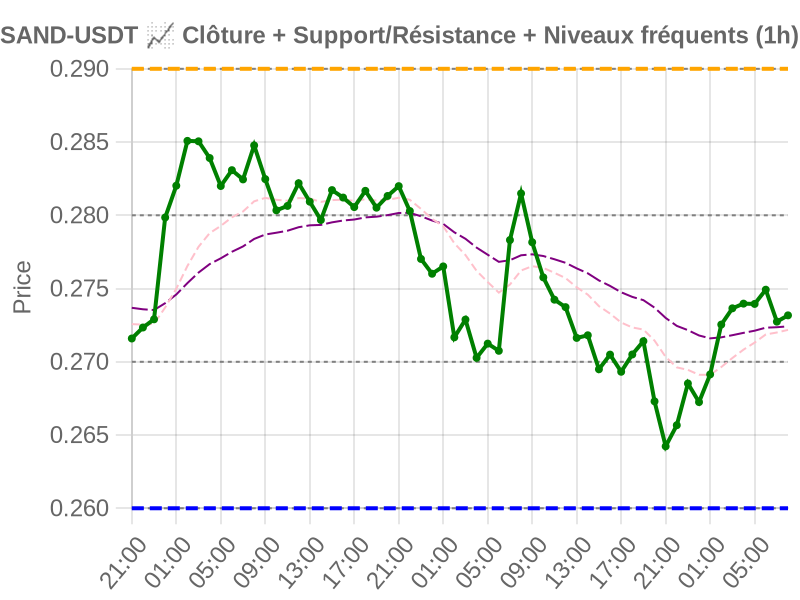 SAND-USDT 📈 Clôture + Support/Résistance + Niveaux fréquents (1h)
0.290
0.285
0.280
0.275
0.270
0.265
0.260
Price
21:00 01:00 05:00 09:00 13:00 17:00 21:00 01:00 05:00 09:00 13:00 17:00 21:00 01:00 05:00